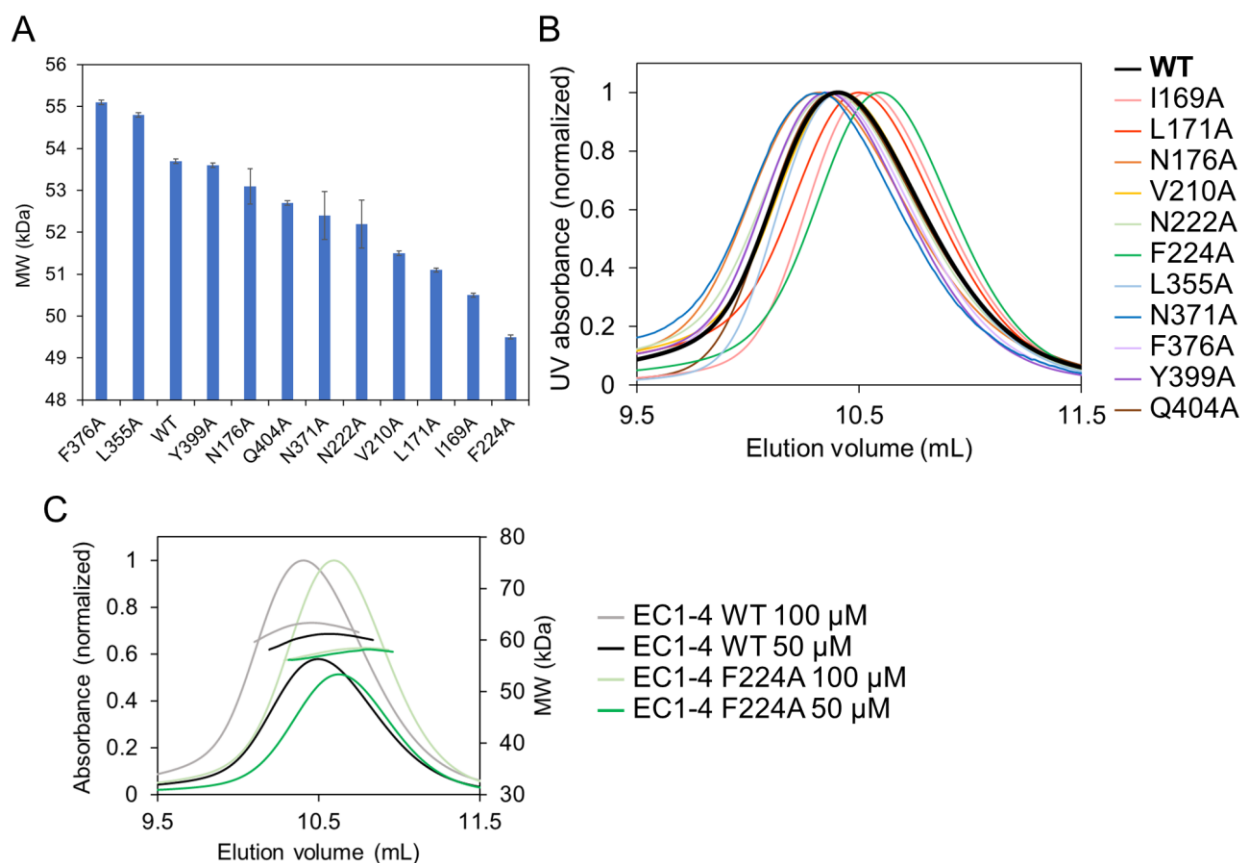 A
MW (kDa)
56
55
54
53
52
51
50
49
48
F376A
L355A
WT
Y399A
N176A
Q404A
N371A
N222A
V210A
L171A
I169A
F224A
B
UV absorbance (normalized)
1
0.8
0.6
0.4
0.2
0
9.5 10.5 11.5
Elution volume (mL)
WT
I169A
L171A
N176A
V210A
N222A
F224A
L355A
N371A
F376A
Y399A
Q404A
C
Absorbance (normalized)
1
0.8
0.6
0.4
0.2
0
80
70
60
50
40
30
MW (kDa)
9.5 10.5 11.5
Elution volume (mL)
EC1-4 WT 100 μM
EC1-4 WT 50 μM
EC1-4 F224A 100 μM
EC1-4 F224A 50 μM